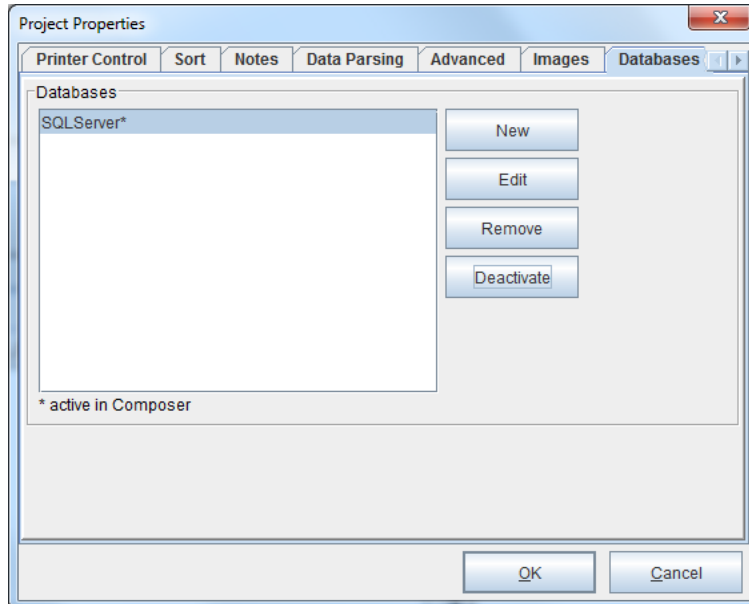 Project Properties
Printer Control Sort Notes Data Parsing Advanced Images Databases
Databases
SQLServer*
New
Edit
Remove
Deactivate
* active in Composer
OK Cancel